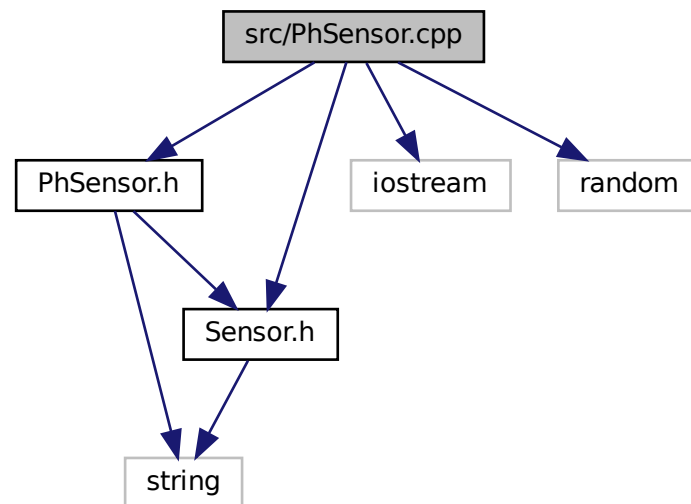 src/PhSensor.cpp
PhSensor.h
iostream
random
Sensor.h
string